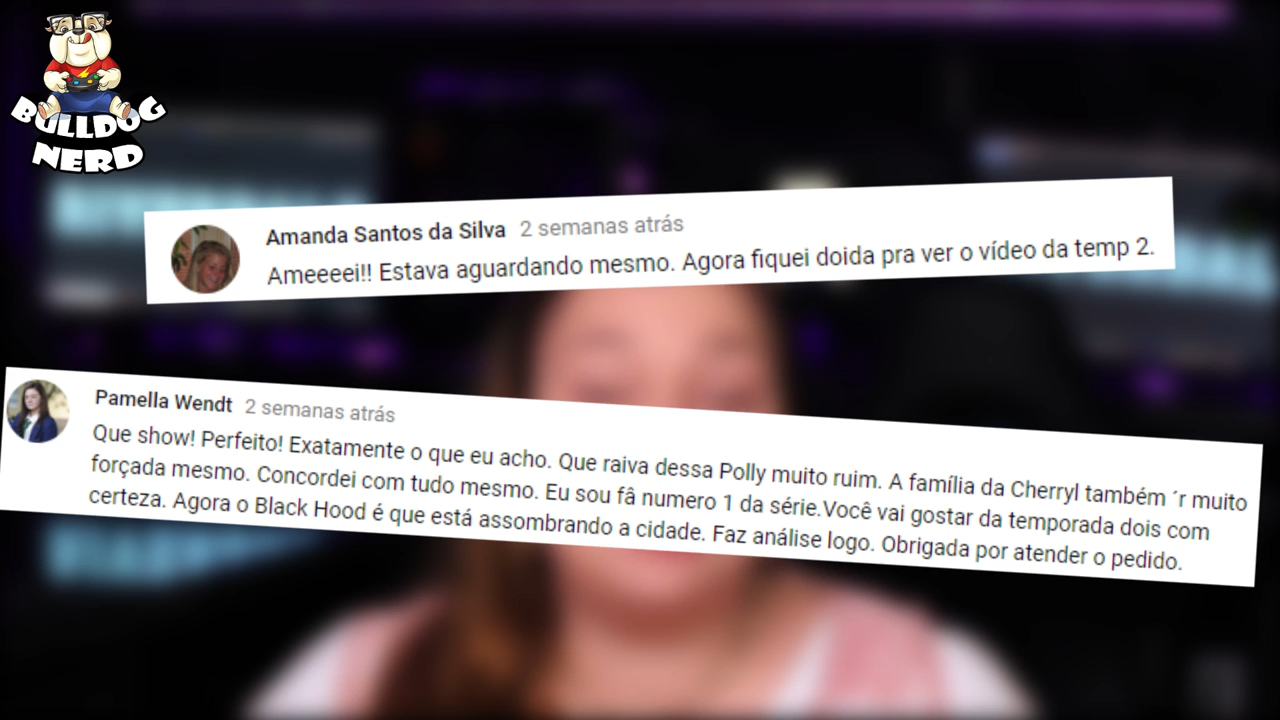 BULLDOG
NERD
Amanda Santos da Silva 2 semanas atrás
Ameeeei!! Estava aguardando mesmo. Agora fiquei doida pra ver o vídeo da temp 2.
Pamella Wendt 2 semanas atrás
Que show! Perfeito! Exatamente o que eu acho. Que raiva dessa Polly muito ruim. A família da Cherryl também ´r muito
forçada mesmo. Concordei com tudo mesmo. Eu sou fâ numero 1 da série.Você vai gostar da temporada dois com
certeza. Agora o Black Hood é que está assombrando a cidade. Faz análise logo. Obrigada por atender o pedido.